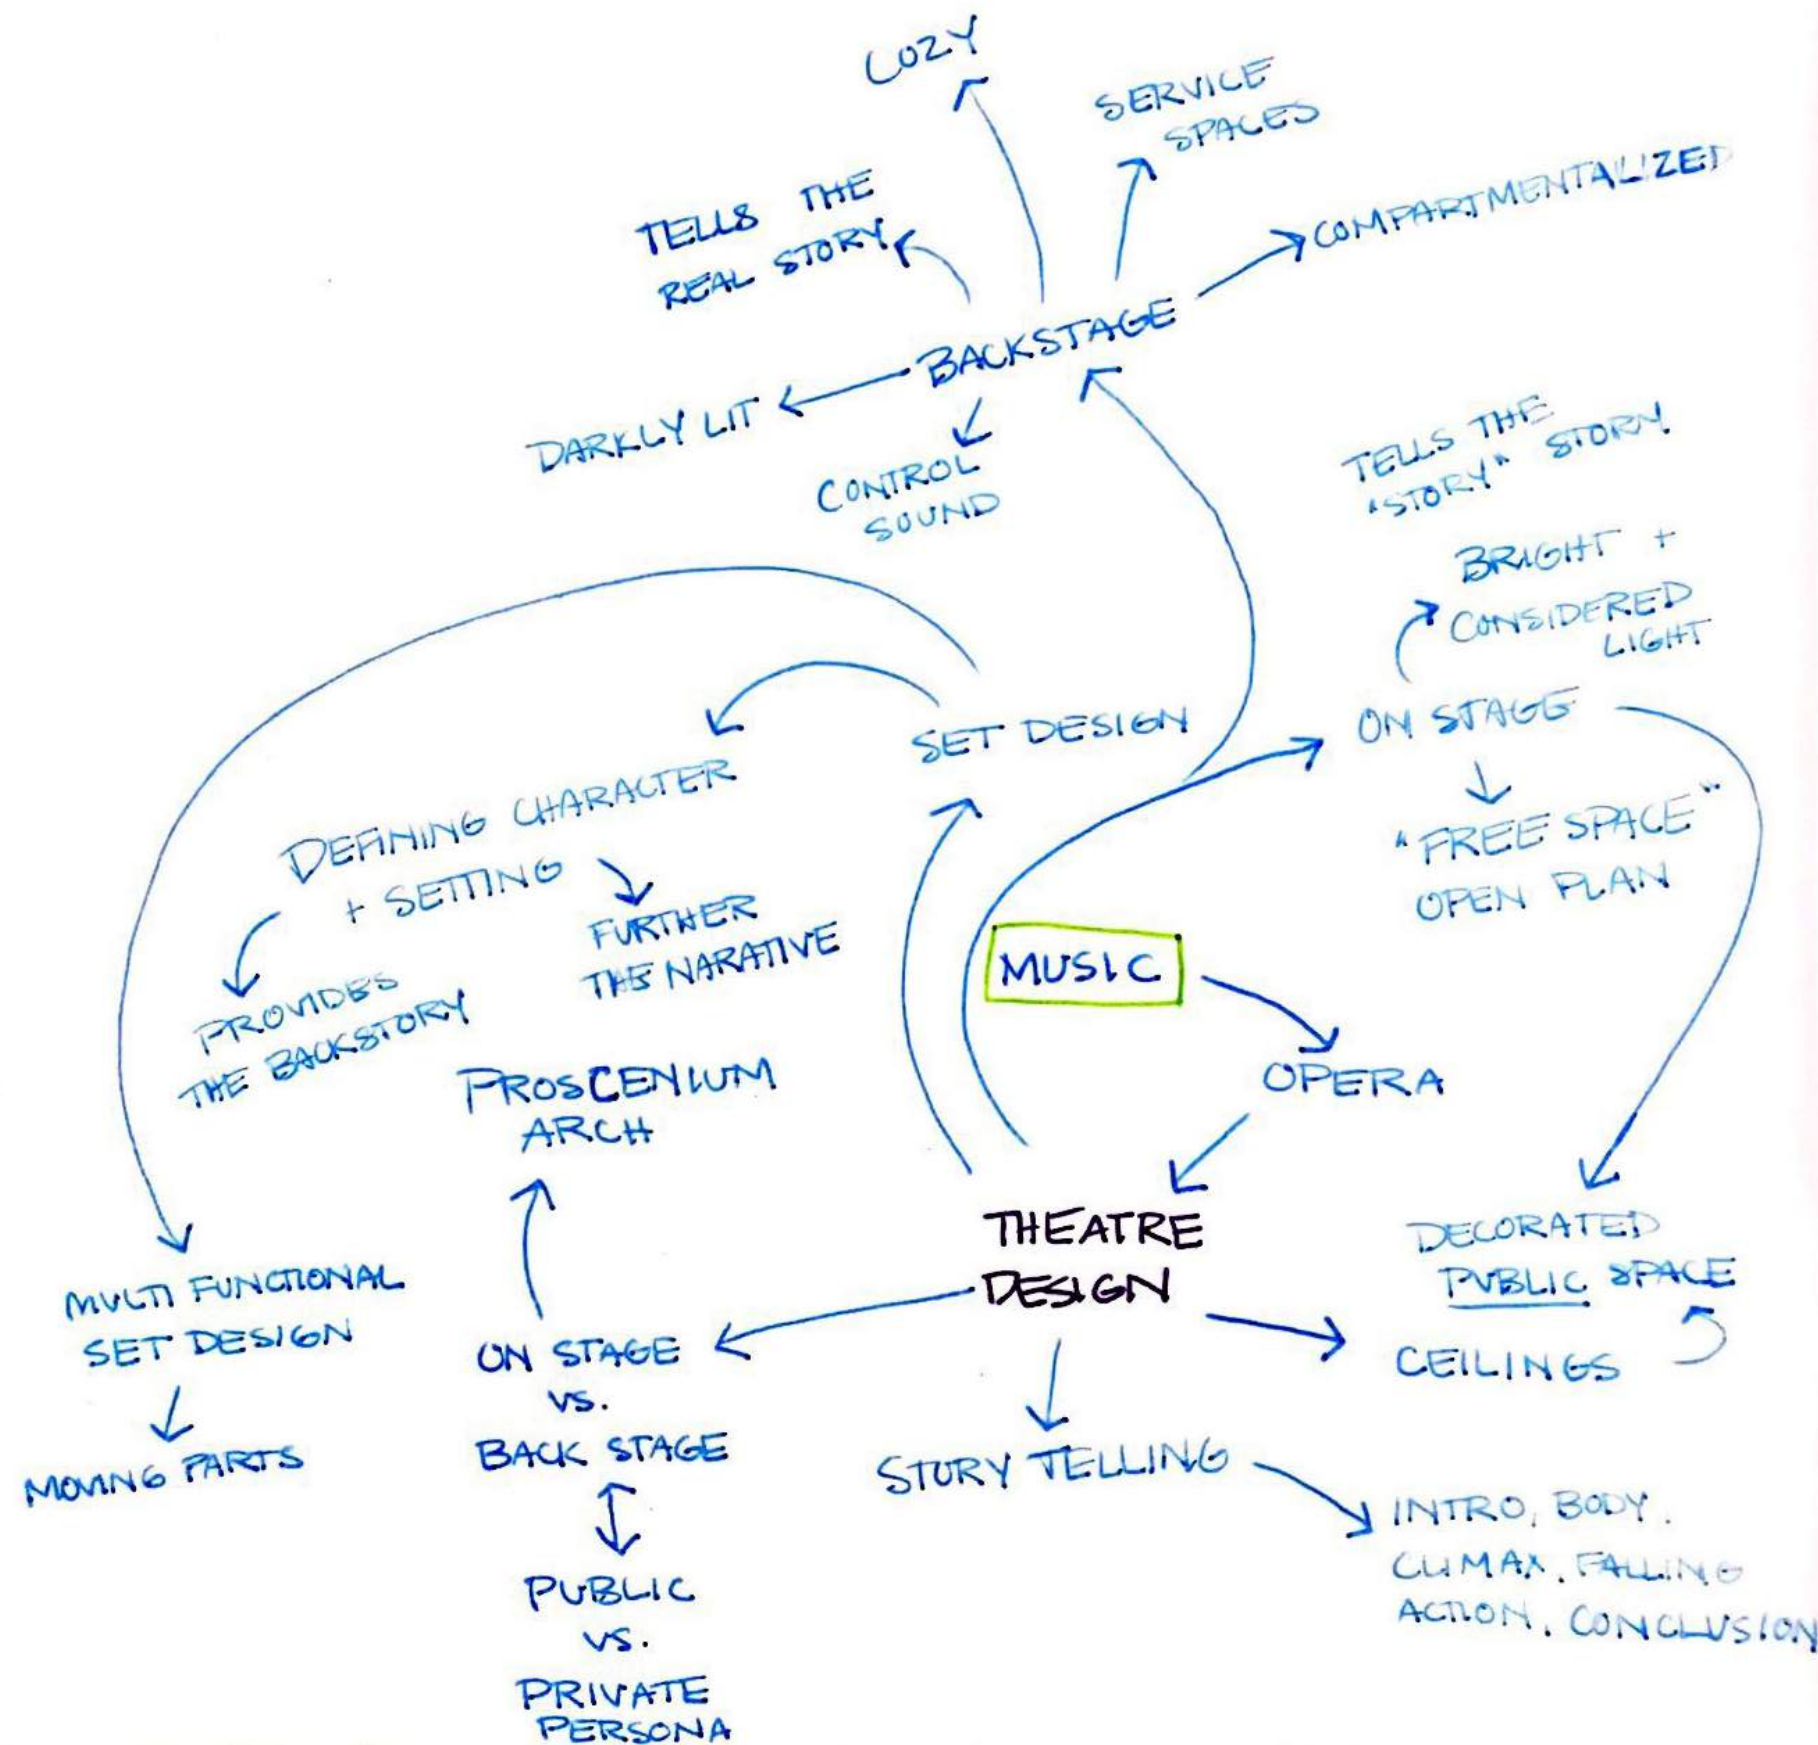 COZY
SERVICE
SPACES
TELLS THE
REAL STORY
COMPARTMENTALIZED
BACKSTAGE
DARKLY LIT
CONTROL
SOUND
TELLS THE
"STORY" STORY
BRIGHT +
CONSIDERED
LIGHT
SET DESIGN
ON STAGE
"FREE SPACE"
OPEN PLAN
DEFINING CHARACTER
+ SETTING
FURTHER
THE NARATIVE
PROVIDES
THE BACKSTORY
MUSIC
OPERA
PROSCENIUM
ARCH
THEATRE
DESIGN
DECORATED
PUBLIC SPACE
CEILINGS
MULTI FUNCTIONAL
SET DESIGN
MOVING PARTS
ON STAGE
VS.
BACK STAGE
PUBLIC
VS.
PRIVATE
PERSONA
STORY TELLING
INTRO, BODY,
CLIMAX, FALLING
ACTION, CONCLUSION